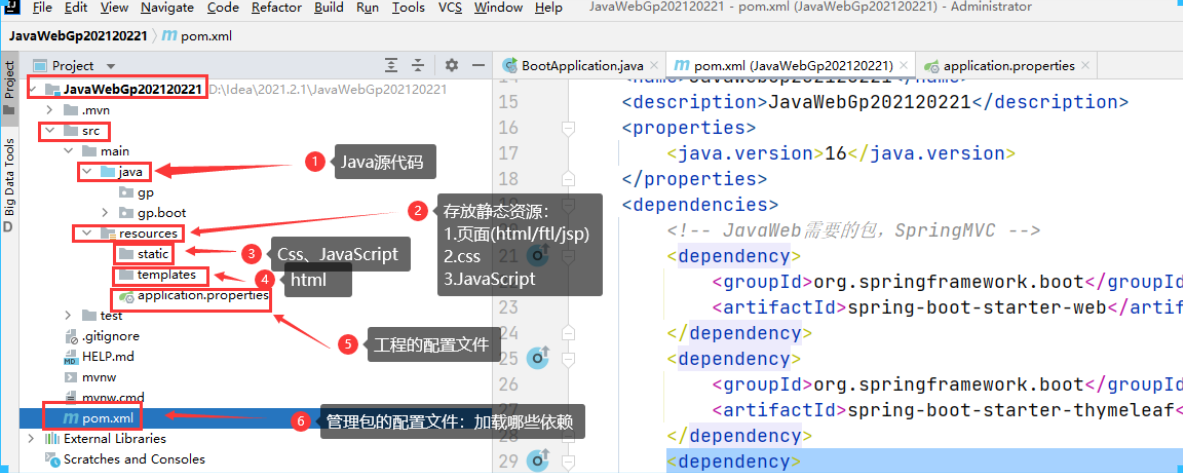 File Edit View Navigate Code Refactor Build Run Tools VCS Window Help JavaWebGp202120221 - pom.xml (JavaWebGp202120221) - Administrator
JavaWebGp202120221 pom.xml
Project
Big Data Tools
Project
JavaWebGp202120221 D:\Idea\2021.2.1\JavaWebGp202120221
.mvn
src
main
java
1 Java源代码
gp
gp.boot
resources
2 存放静态资源:
1.页面(html/ftl/jsp)
2.css
3.JavaScript
static
3 Css、JavaScript
templates
4 html
application.properties
test
5 工程的配置文件
.gitignore
HELP.md
mvnw
mvnw.cmd
pom.xml
6 管理包的配置文件：加载哪些依赖
External Libraries
Scratches and Consoles
BootApplication.java pom.xml (JavaWebGp202120221) application.properties
15 <description>JavaWebGp202120221</description>
16 <properties>
17 <java.version>16</java.version>
18 </properties>
<dependencies>
<!-- JavaWeb需要的包，SpringMVC -->
21 <dependency>
<groupId>org.springframework.boot</groupId
23 <artifactId>spring-boot-starter-web</artif
24 </dependency>
25 <dependency>
26 <groupId>org.springframework.boot</groupId
<artifactId>spring-boot-starter-thymeleaf<
28 </dependency>
29 <dependency>